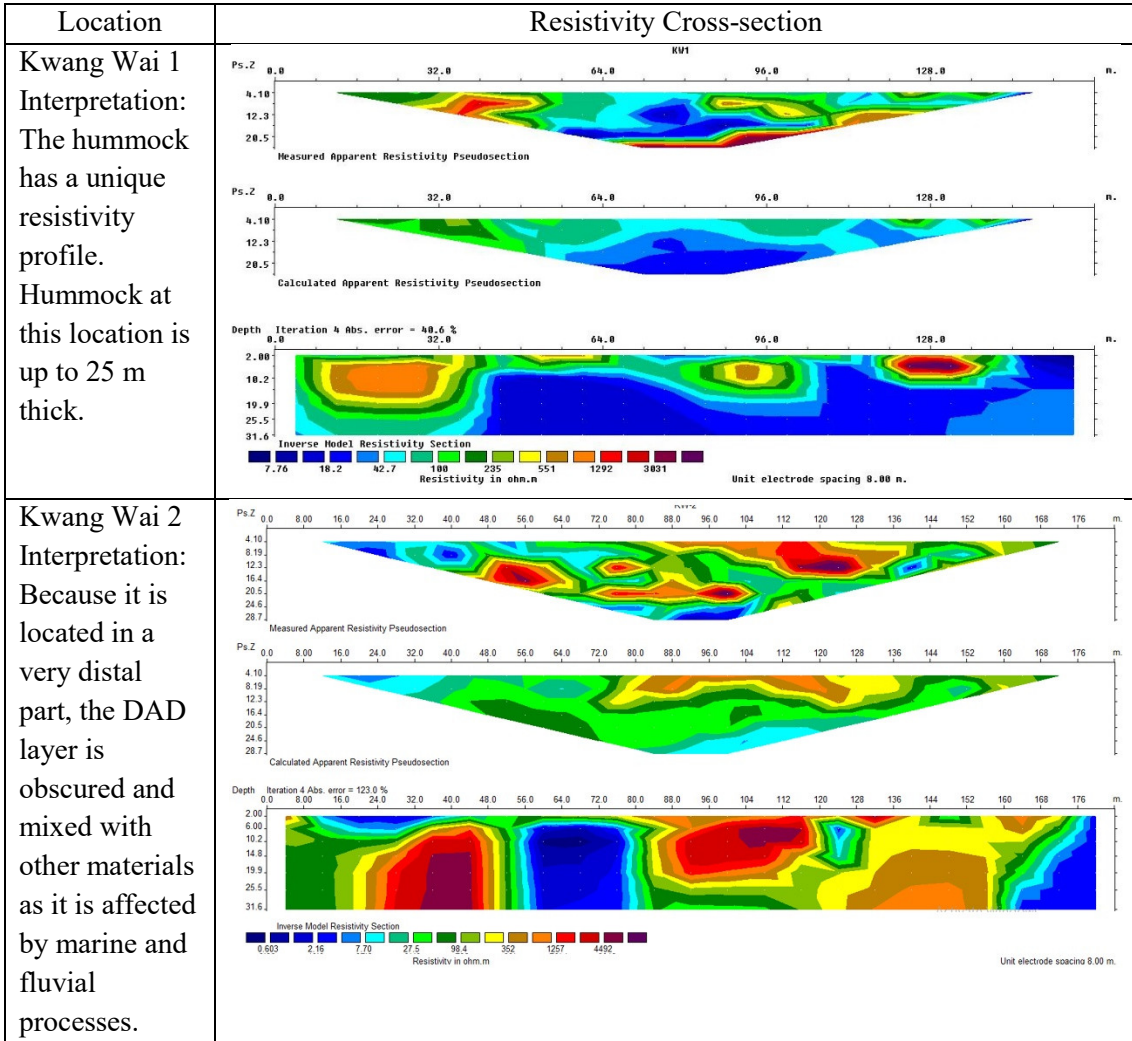 Location
Resistivity Cross-section
Kwang Wai 1
Interpretation:
The hummock
has a unique
resistivity
profile.
Hummock at
this location is
up to 25 m
thick.
KW1
Ps.Z 0.0 32.0 64.0 96.0 128.0 m.
4.10
12.3
20.5
Measured Apparent Resistivity Pseudosection
Ps.Z 0.0 32.0 64.0 96.0 128.0 m.
4.10
12.3
20.5
Calculated Apparent Resistivity Pseudosection
Depth Iteration 4 Abs. error = 40.6 %
0.0 32.0 64.0 96.0 128.0 m.
2.00
10.2
19.9
25.5
31.6
Inverse Model Resistivity Section
7.76 18.2 42.7 100 235 551 1292 3031
Resistivity in ohm.m Unit electrode spacing 8.00 m.
Kwang Wai 2
Interpretation:
Because it is
located in a
very distal
part, the DAD
layer is
obscured and
mixed with
other materials
as it is affected
by marine and
fluvial
processes.
Ps.Z 0.0 8.00 16.0 24.0 32.0 40.0 48.0 56.0 64.0 72.0 80.0 88.0 96.0 104 112 120 128 136 144 152 160 168 176 m.
4.10
8.19
12.3
16.4
20.5
24.6
28.7
Measured Apparent Resistivity Pseudosection
Ps.Z 0.0 8.00 16.0 24.0 32.0 40.0 48.0 56.0 64.0 72.0 80.0 88.0 96.0 104 112 120 128 136 144 152 160 168 176 m.
4.10
8.19
12.3
16.4
20.5
24.6
28.7
Calculated Apparent Resistivity Pseudosection
Depth Iteration 4 Abs. error = 123.0 %
0.0 8.00 16.0 24.0 32.0 40.0 48.0 56.0 64.0 72.0 80.0 88.0 96.0 104 112 120 128 136 144 152 160 168 176 m.
2.00
6.00
10.2
14.8
19.9
25.5
31.6
Inverse Model Resistivity Section
0.603 2.16 7.70 27.5 98.4 352 1257 4492
Resistivity in ohm.m Unit electrode spacing 8.00 m.